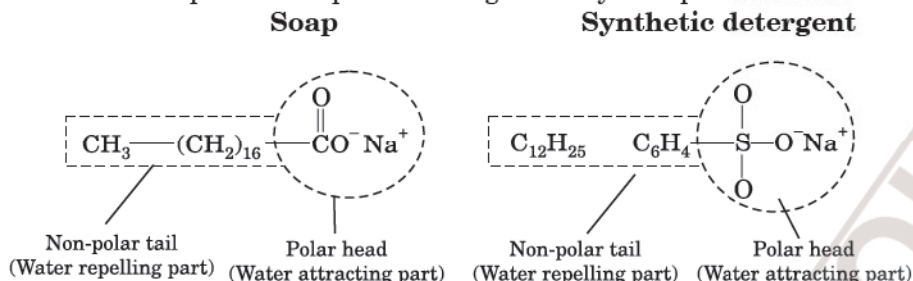 Soap Synthetic detergent
O O
CH₃—(CH₂)₁₆—CO⁻Na⁺ C₁₂H₂₅ C₆H₄—S—O⁻Na⁺
O
Non-polar tail Polar head Non-polar tail Polar head
(Water repelling part) (Water attracting part) (Water repelling part) (Water attracting part)